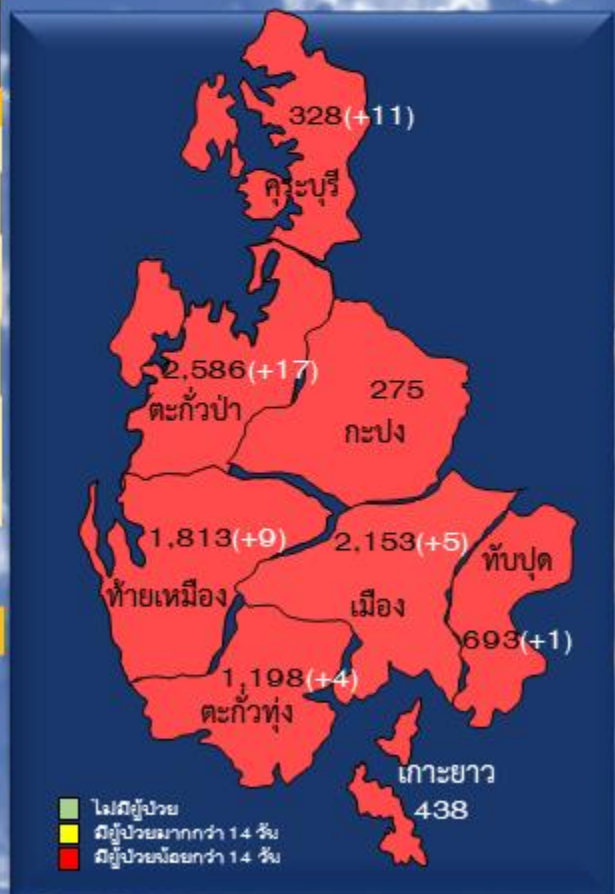 328(+11)
คุระบุรี
2,586(+17)
ตะกั่วป่า
275
กะปง
1,813(+9)
ท้ายเหมือง
2,153(+5)
เมือง
ทับปุด
693(+1)
1,198(+4)
ตะกั่วทุ่ง
เกาะยาว
438
ไม่มีผู้ป่วย
มีผู้ป่วยมากกว่า 14 วัน
มีผู้ป่วยน้อยกว่า 14 วัน